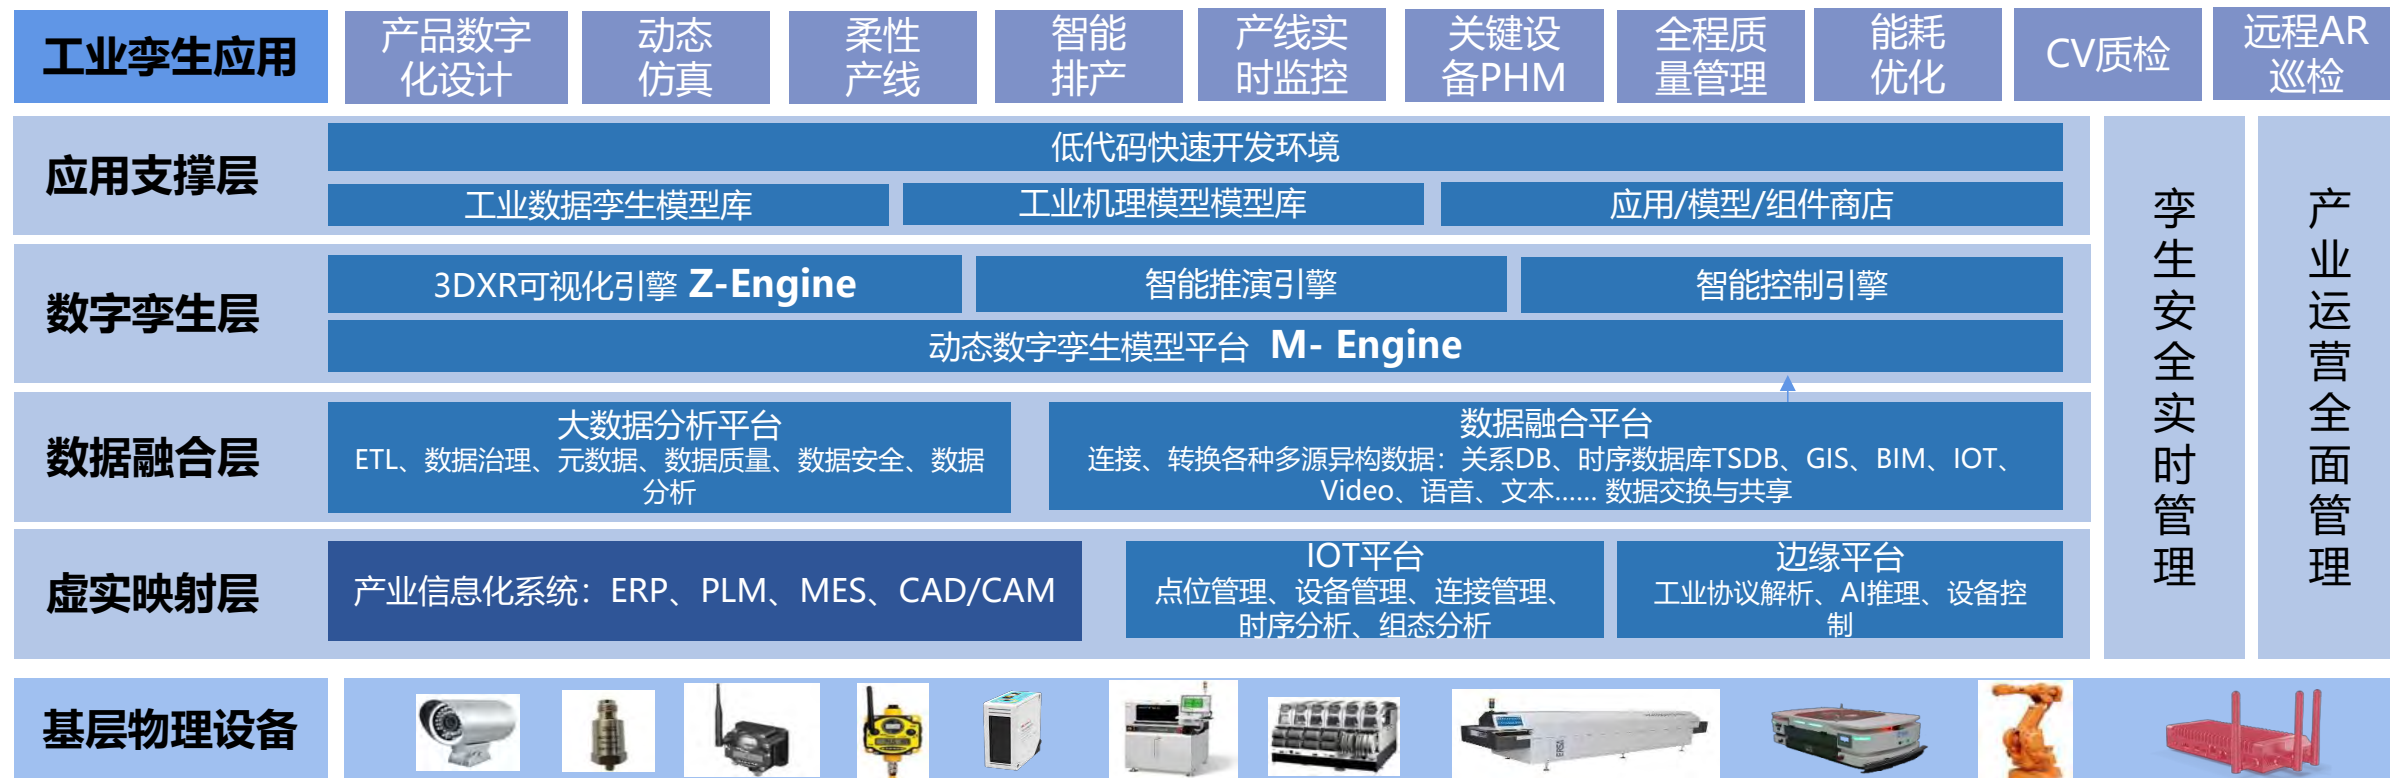 工业孪生应用
产品数字
化设计
动态
仿真
柔性
产线
智能
排产
产线实
时监控
关键设
备PHM
全程质
量管理
能耗
优化
CV质检
远程AR
巡检
应用支撑层
低代码快速开发环境
工业数据孪生模型库
工业机理模型模型库
应用/模型/组件商店
数字孪生层
3DXR可视化引擎 Z-Engine
智能推演引擎
智能控制引擎
动态数字孪生模型平台 M- Engine
数据融合层
大数据分析平台
ETL、数据治理、元数据、数据质量、数据安全、数据
分析
数据融合平台
连接、转换各种多源异构数据：关系DB、时序数据库TSDB、GIS、BIM、IOT、
Video、语音、文本...... 数据交换与共享
虚实映射层
产业信息化系统：ERP、PLM、MES、CAD/CAM
IOT平台
点位管理、设备管理、连接管理、
时序分析、组态分析
边缘平台
工业协议解析、AI推理、设备控
制
孪生安全实时管理
产业运营全面管理
基层物理设备
ERSA